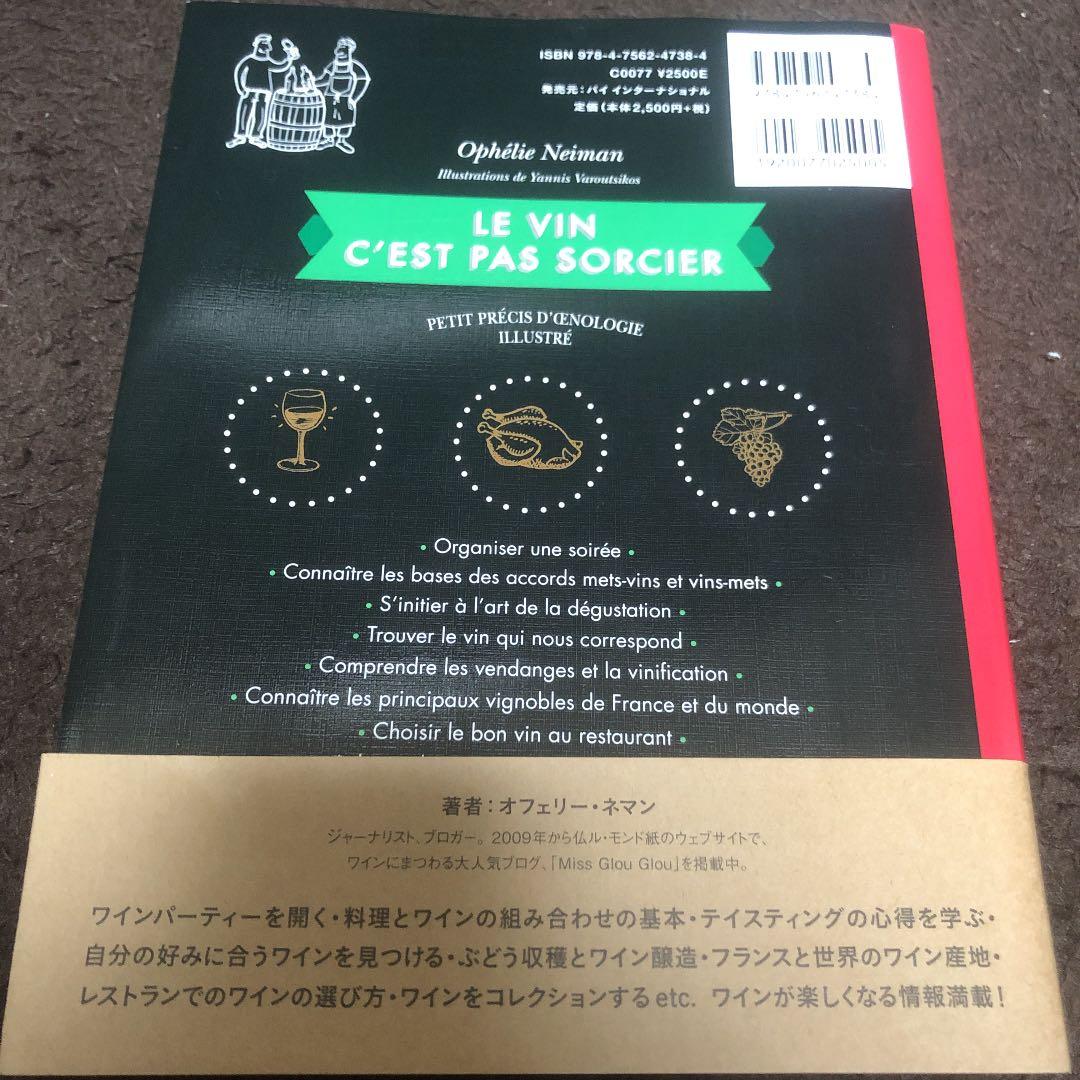 ISBN 978-4-7562-4738-4
C0077 ¥2500E
発売元：パイ インターナショナル
定価（本体2,500円+税）
Ophélie Neiman
Illustrations de Yannis Varoutsikos
LE VIN
C'EST PAS SORCIER
PETIT PRÉCIS D'ŒNOLOGIE
ILLUSTRÉ
• Organiser une soirée •
• Connaître les bases des accords mets-vins et vins-mets •
• S'initier à l'art de la dégustation •
• Trouver le vin qui nous correspond •
• Comprendre les vendanges et la vinification •
• Connaître les principaux vignobles de France et du monde •
• Choisir le bon vin au restaurant •
著者：オフェリー・ネマン
ジャーナリスト、ブロガー。2009年から仏ル・モンド紙のウェブサイトで、
ワインにまつわる大人気ブログ、「Miss Glou Glou」を掲載中。
ワインパーティーを開く・料理とワインの組み合わせの基本・テイスティングの心得を学ぶ・
自分の好みに合うワインを見つける・ぶどう収穫とワイン醸造・フランスと世界のワイン産地・
レストランでのワインの選び方・ワインをコレクションするetc. ワインが楽しくなる情報満載！